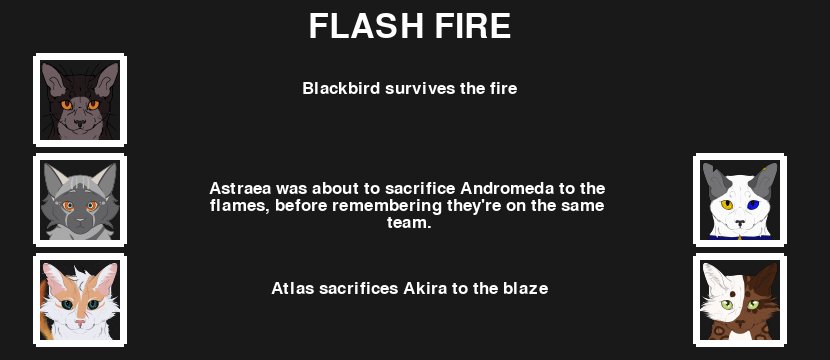 FLASH FIRE
Blackbird survives the fire
Astraea was about to sacrifice Andromeda to the
flames, before remembering they're on the same
team.
Atlas sacrifices Akira to the blaze